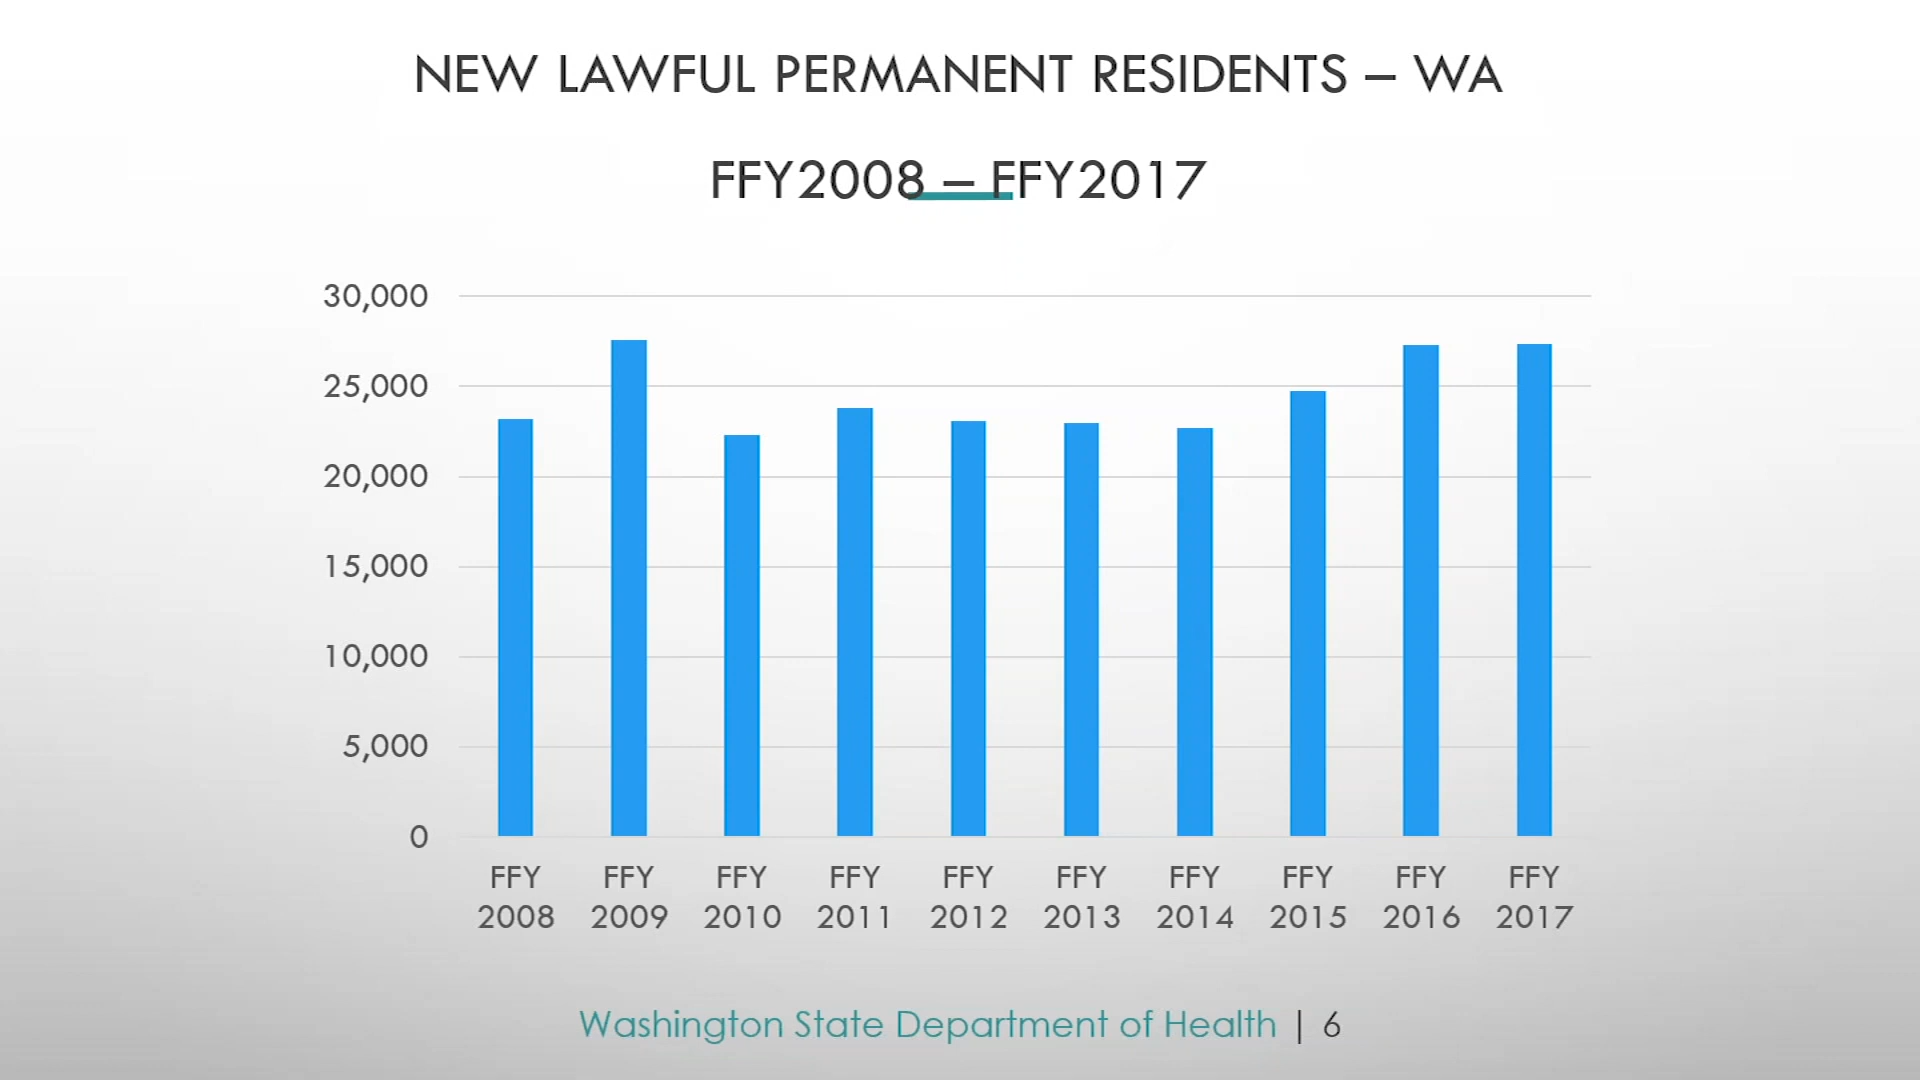 NEW LAWFUL PERMANENT RESIDENTS – WA
FFY2008 – FFY2017
30,000
25,000
20,000
15,000
10,000
5,000
0
FFY 2008
FFY 2009
FFY 2010
FFY 2011
FFY 2012
FFY 2013
FFY 2014
FFY 2015
FFY 2016
FFY 2017
Washington State Department of Health | 6